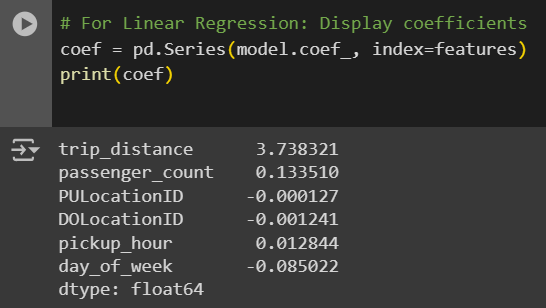 # For Linear Regression: Display coefficients
coef = pd.Series(model.coef_, index=features)
print(coef)
trip_distance 3.738321
passenger_count 0.133510
PULocationID -0.000127
DOLocationID -0.001241
pickup_hour 0.012844
day_of_week -0.085022
dtype: float64